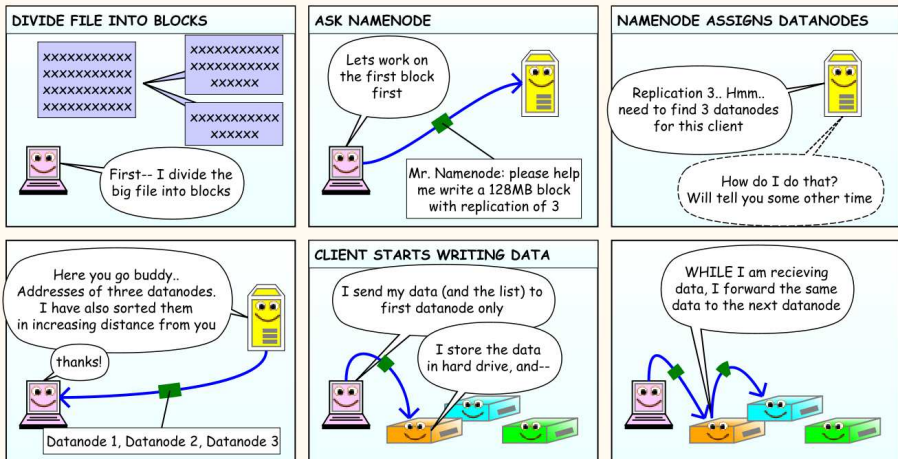 DIVIDE FILE INTO BLOCKS
xxxxxxxxxxx
xxxxxxxxxxx
xxxxxxxxxxx
xxxxxxxxxxx
xxxxxxxxxxx
xxxxxxxxxxx
xxxxxx
xxxxxxxxxxx
xxxxxx
First-- I divide the
big file into blocks
ASK NAMENODE
Lets work on
the first block
first
Mr. Namenode: please help
me write a 128MB block
with replication of 3
NAMENODE ASSIGNS DATANODES
Replication 3.. Hmm..
need to find 3 datanodes
for this client
How do I do that?
Will tell you some other time
Here you go buddy..
Addresses of three datanodes.
I have also sorted them
in increasing distance from you
thanks!
Datanode 1, Datanode 2, Datanode 3
CLIENT STARTS WRITING DATA
I send my data (and the list) to
first datanode only
I store the data
in hard drive, and--
WHILE I am recieving
data, I forward the same
data to the next datanode